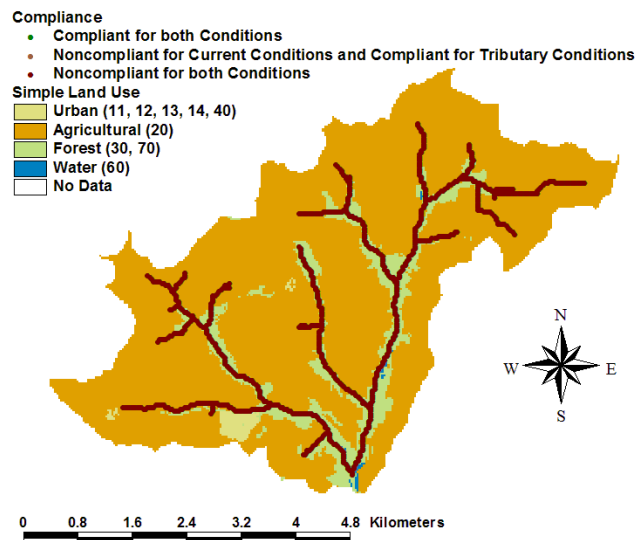 Compliance
Compliant for both Conditions
Noncompliant for Current Conditions and Compliant for Tributary Conditions
Noncompliant for both Conditions
Simple Land Use
Urban (11, 12, 13, 14, 40)
Agricultural (20)
Forest (30, 70)
Water (60)
No Data
N
W E
S
0 0.8 1.6 2.4 3.2 4 4.8 Kilometers